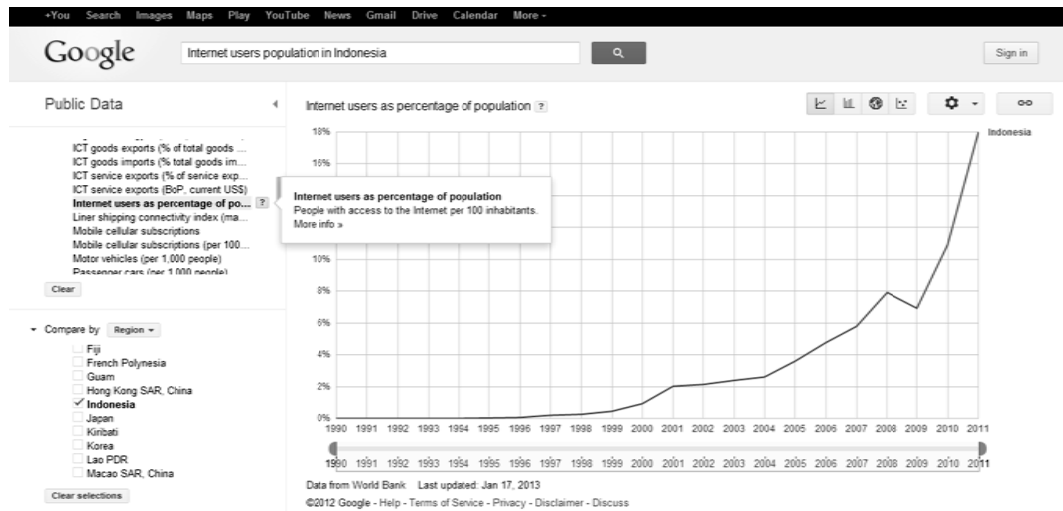 +You Search Images Maps Play YouTube News Gmail Drive Calendar More -
Google
Internet users population in Indonesia
Sign in
Public Data
ICT goods exports (% of total goods ...
ICT goods imports (% total goods im...
ICT service exports (% of service exp...
ICT service exports (BoP, current US$)
Internet users as percentage of po... ?
Liner shipping connectivity index (ma...
Mobile cellular subscriptions
Mobile cellular subscriptions (per 100...
Motor vehicles (per 1,000 people)
Passenger cars (per 1,000 people)
Clear
Compare by Region
Fiji
French Polynesia
Guam
Hong Kong SAR, China
Indonesia
Japan
Kiribati
Korea
Lao PDR
Macao SAR, China
Clear selections
Internet users as percentage of population ?
Internet users as percentage of population
People with access to the Internet per 100 inhabitants.
More info »
18%
16%
10%
8%
6%
4%
2%
0%
Indonesia
1990 1991 1992 1993 1994 1995 1996 1997 1998 1999 2000 2001 2002 2003 2004 2005 2006 2007 2008 2009 2010 2011
1990 1991 1992 1993 1994 1995 1996 1997 1998 1999 2000 2001 2002 2003 2004 2005 2006 2007 2008 2009 2010 2011
Data from World Bank Last updated: Jan 17, 2013
©2012 Google - Help - Terms of Service - Privacy - Disclaimer - Discuss